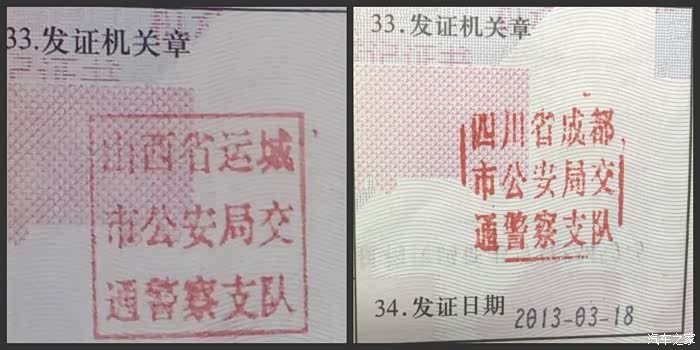 33.发证机关章
山西省运城
市公安局交
通警察支队
33.发证机关章
四川省成都
市公安局交
通警察支队
34.发证日期 2013-03-18
汽车之家